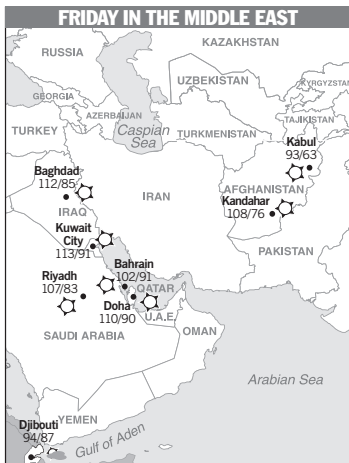 FRIDAY IN THE MIDDLE EAST
KAZAKHSTAN
RUSSIA
UZBEKISTAN
KYRGYZSTAN
GEORGIA
AZERBAIJAN
TAJIKISTAN
TURKEY
Caspian
Sea
TURKMENISTAN
Kabul
93/63
Baghdad
112/85
IRAN
AFGHANISTAN
Kandahar
108/76
IRAQ
Kuwait
City
113/91
PAKISTAN
Bahrain
102/91
Riyadh
107/83
QATAR
Doha
110/90
U.A.E.
OMAN
SAUDI ARABIA
Arabian Sea
YEMEN
Djibouti
94/87
Gulf of Aden